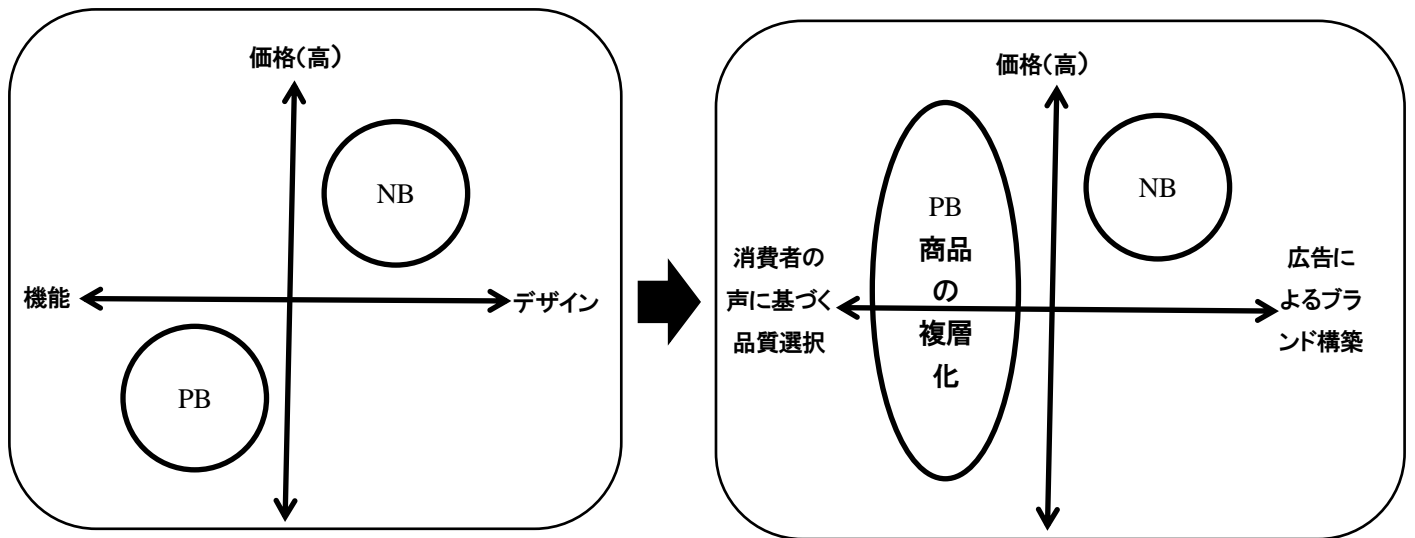 価格(高)
NB
機能
デザイン
PB
価格(高)
NB
PB
商品
の
複層
化
消費者の
声に基づく
品質選択
広告に
よるブラ
ンド構築